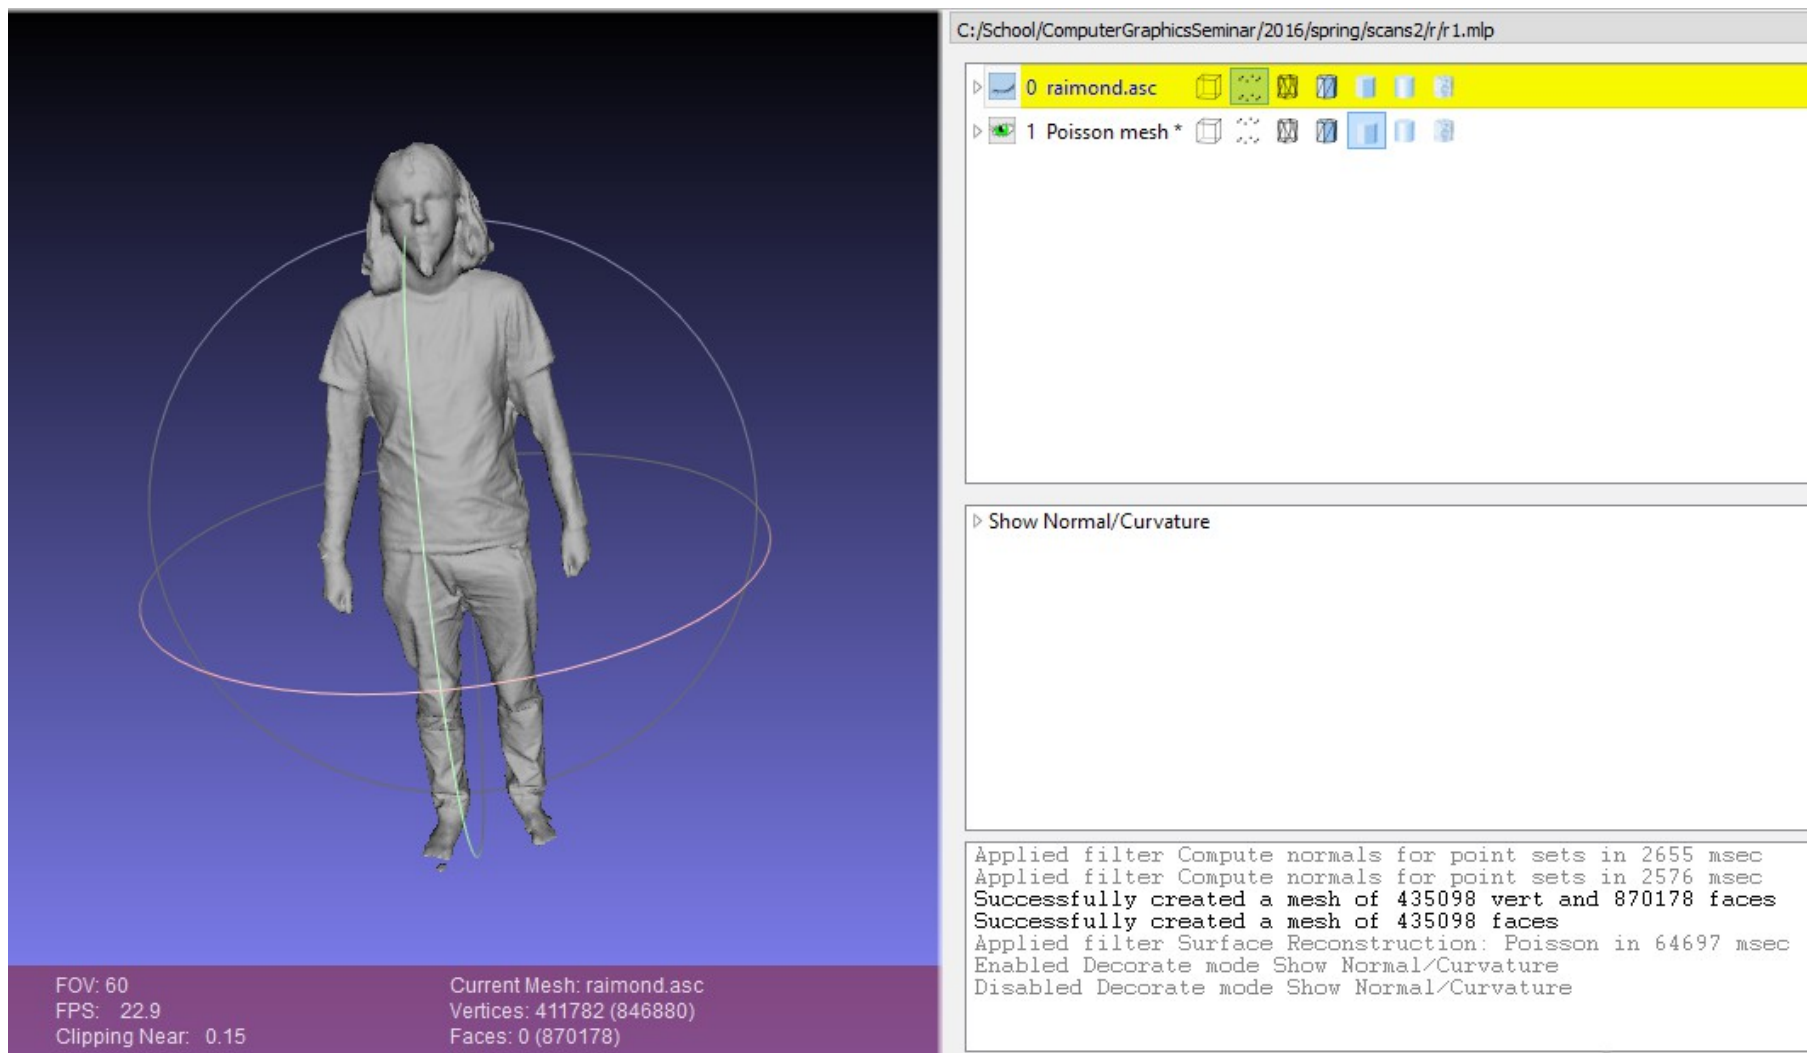 C:/School/ComputerGraphicsSeminar/2016/spring/scans2/r/r1.mlp
0 raimond.asc
1 Poisson mesh *
Show Normal/Curvature
Applied filter Compute normals for point sets in 2655 msec
Applied filter Compute normals for point sets in 2576 msec
Successfully created a mesh of 435098 vert and 870178 faces
Successfully created a mesh of 435098 faces
Applied filter Surface Reconstruction: Poisson in 64697 msec
Enabled Decorate mode Show Normal/Curvature
Disabled Decorate mode Show Normal/Curvature
FOV: 60
FPS: 22.9
Clipping Near: 0.15
Current Mesh: raimond.asc
Vertices: 411782 (846880)
Faces: 0 (870178)